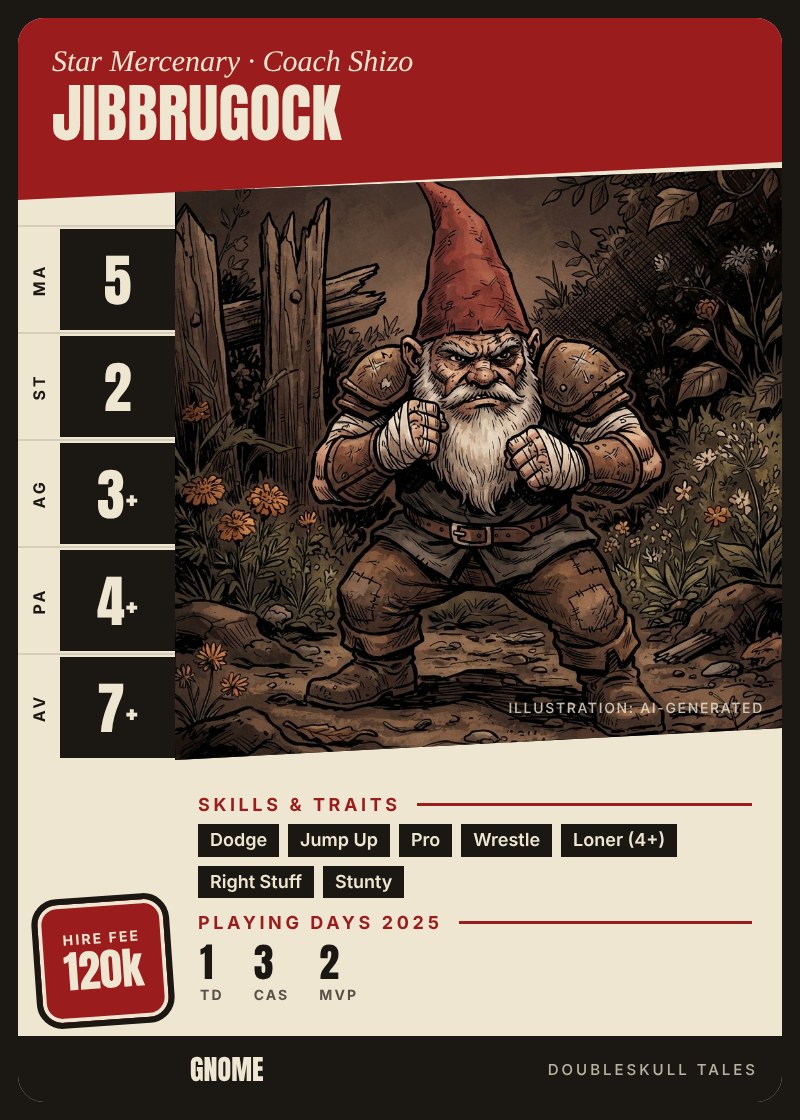 Star Mercenary · Coach Shizo
JIBBRUGOCK
MA
5
ST
2
AG
3+
PA
4+
AV
7+
ILLUSTRATION: AI-GENERATED
SKILLS & TRAITS
Dodge Jump Up Pro Wrestle Loner (4+)
Right Stuff Stunty
PLAYING DAYS 2025
1 3 2
TD CAS MVP
HIRE FEE
120k
GNOME
DOUBLESKULL TALES